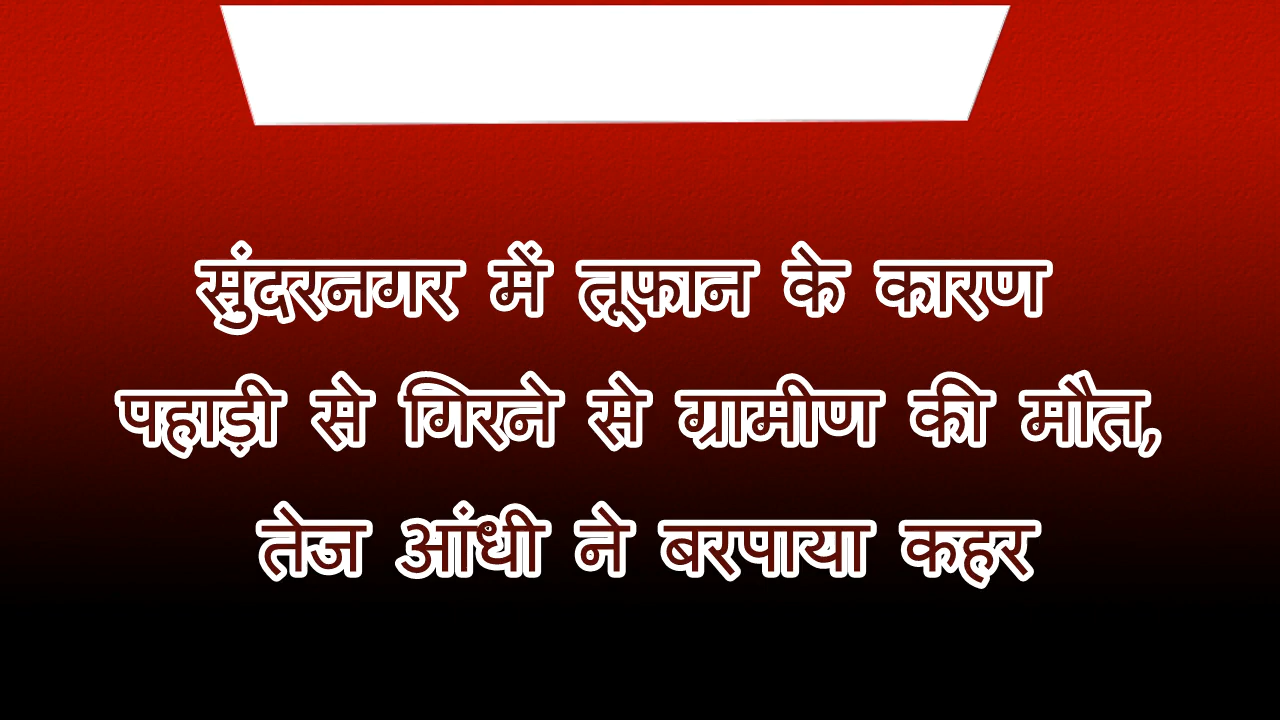 सुंदरनगर में तूफान के कारण
पहाड़ी से गिरने से ग्रामीण की मौत,
तेज आंधी ने बरपाया कहर